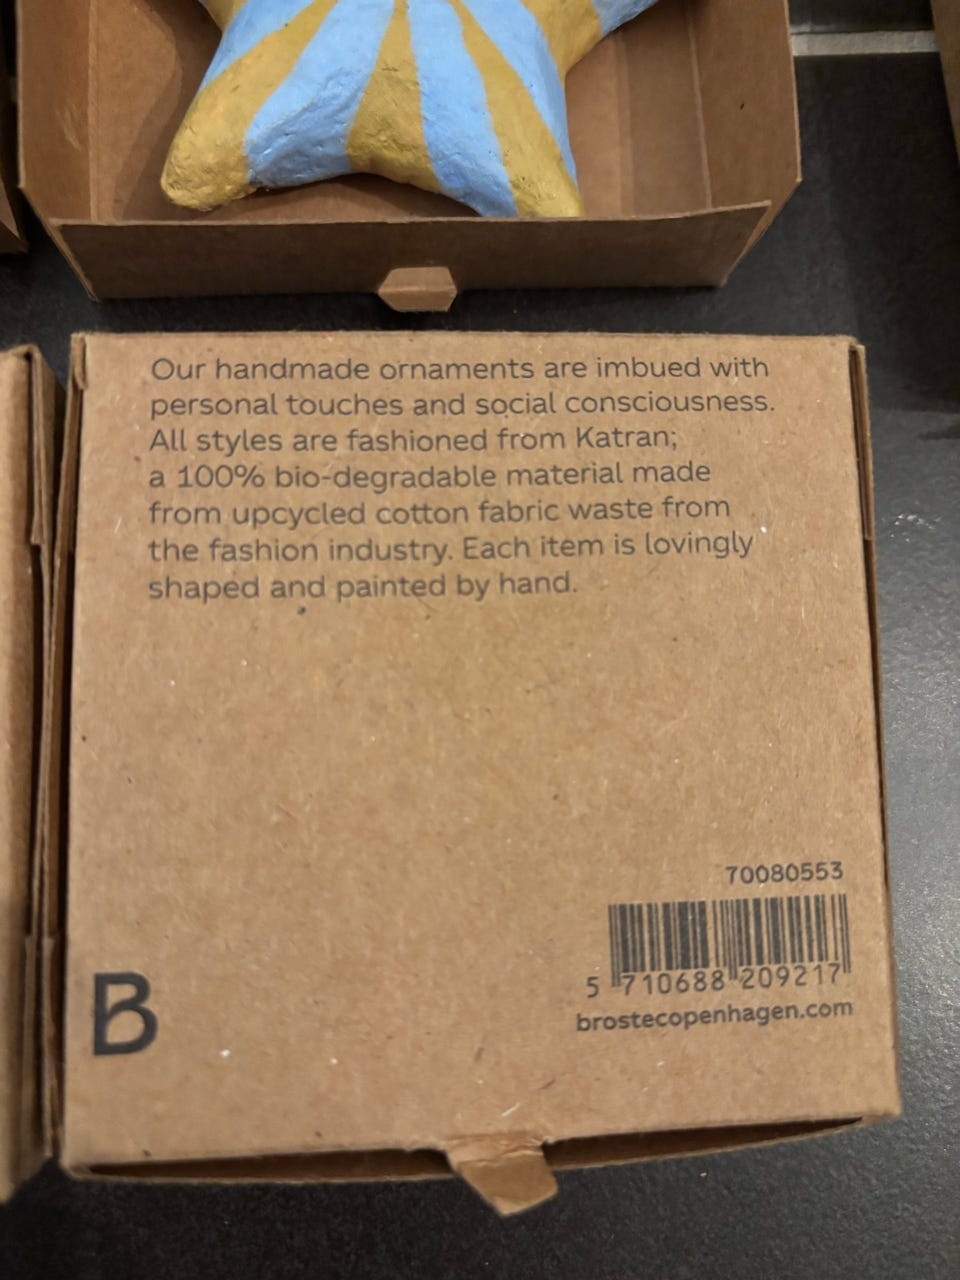 Our handmade ornaments are imbued with
personal touches and social consciousness.
All styles are fashioned from Katran;
a 100% bio-degradable material made
from upcycled cotton fabric waste from
the fashion industry. Each item is lovingly
shaped and painted by hand.
70080553
5 710688 209217
brostecopenhagen.com
B